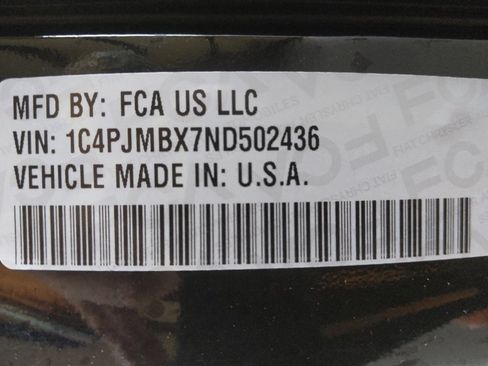 MFD BY: FCA US LLC
VIN: 1C4PJMBX7ND502436
VEHICLE MADE IN: U.S.A.